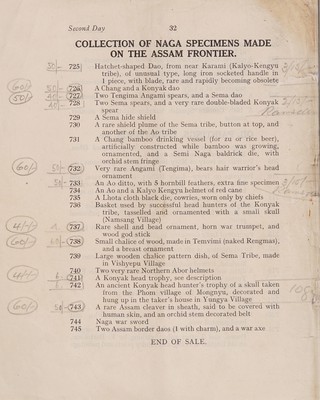 Second Day 32
COLLECTION OF NAGA SPECIMENS MADE
ON THE ASSAM FRONTIER.
725 Hatchet-shaped Dao, from near Karami (Kalyo-Kengyu
tribe), of unusual type, long iron socketed handle in
1 piece, with blade, rare and rapidly becoming obsolete
726 A Chang and a Konyak dao
727 Two Tengima Angami spears, and a Sema dao
728 Two Sema spears, and a very rare double-bladed Konyak
spear
729 A Sema hide shield
730 A rare shield plume of the Sema tribe, button at top, and
another of the Ao tribe
731 A Chang bamboo drinking vessel (for zu or rice beer),
artificially constructed while bamboo was growing,
ornamented, and a Semi Naga baldrick die, with
orchid stem fringe
60/- 732 Very rare Angami (Tengima), bears hair warrior's head
ornament
733 An Ao ditto, with 5 hornbill feathers, extra fine specimen
734 An Ao and a Kalyo Kengyu helmet of red cane
735 A Lhota cloth black die, cowries, worn only by chiefs
736 Basket used by successful head hunters of the Konyak
tribe, tasselled and ornamented with a small skull
(Namsang Village)
737 Rare shell and bead ornament, horn war trumpet, and
wood god stick
60/- 738 Small chalice of wood, made in Temvimi (naked Rengmas),
and a breast ornament
739 Large wooden chalice pattern dish, of Sema Tribe, made
in Vishyepu Village
740 Two very rare Northern Abor helmets
741 A Konyak head trophy, see description
742 An ancient Konyak head hunter's trophy of a skull taken
from the Phom village of Mongnyu, decorated and
hung up in the taker's house in Yungya Village
60/- 743 A rare Assam cleaver in sheath, said to be covered with
human skin, and an orchid stem decorated belt
744 Naga war sword
745 Two Assam border daos (1 with charm), and a war axe
END OF SALE.